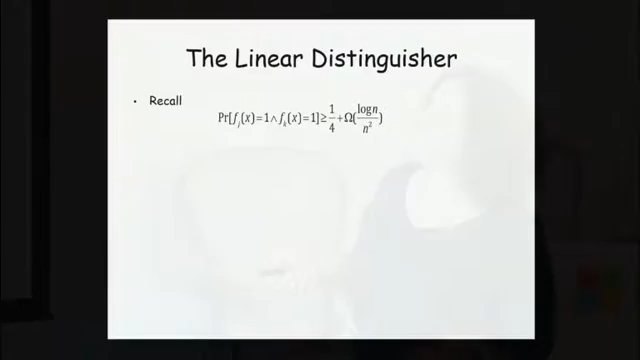 The Linear Distinguisher
• Recall
Pr[f_j(x)=1∧f_k(x)=1]≥1/4+Ω(log n/n²)